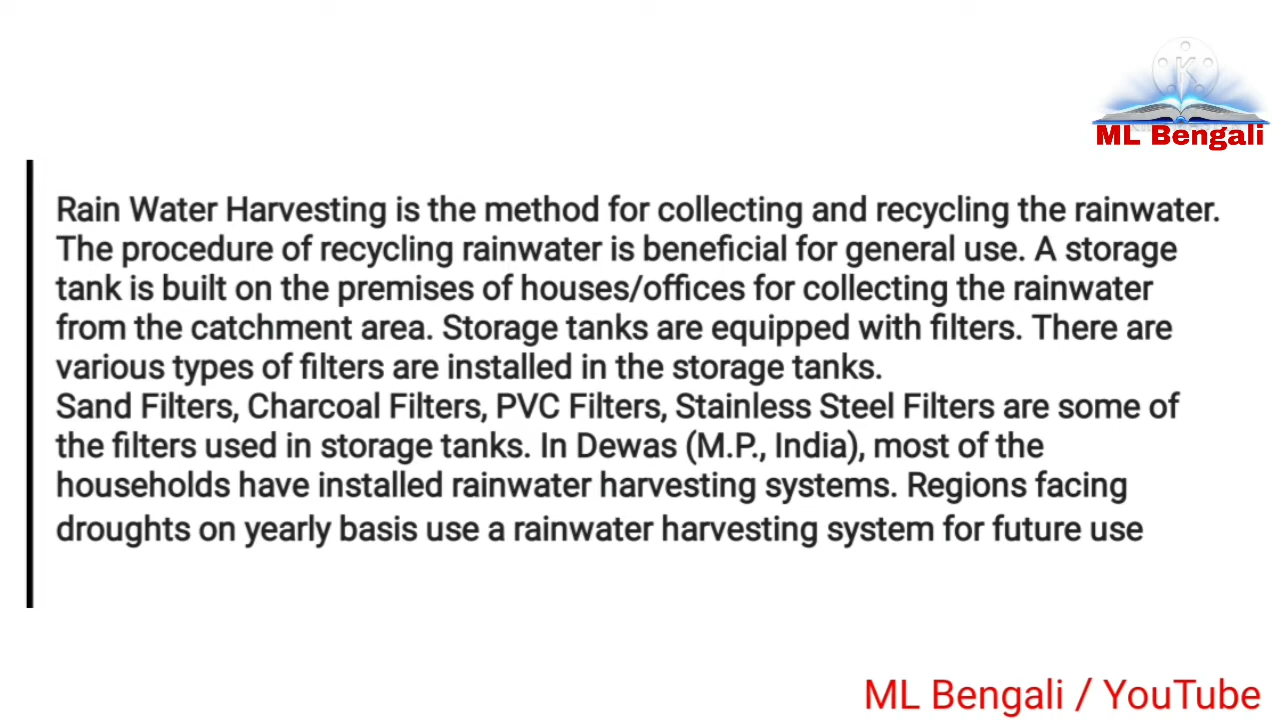 ML Bengali
Rain Water Harvesting is the method for collecting and recycling the rainwater.
The procedure of recycling rainwater is beneficial for general use. A storage
tank is built on the premises of houses/offices for collecting the rainwater
from the catchment area. Storage tanks are equipped with filters. There are
various types of filters are installed in the storage tanks.
Sand Filters, Charcoal Filters, PVC Filters, Stainless Steel Filters are some of
the filters used in storage tanks. In Dewas (M.P., India), most of the
households have installed rainwater harvesting systems. Regions facing
droughts on yearly basis use a rainwater harvesting system for future use
ML Bengali / YouTube